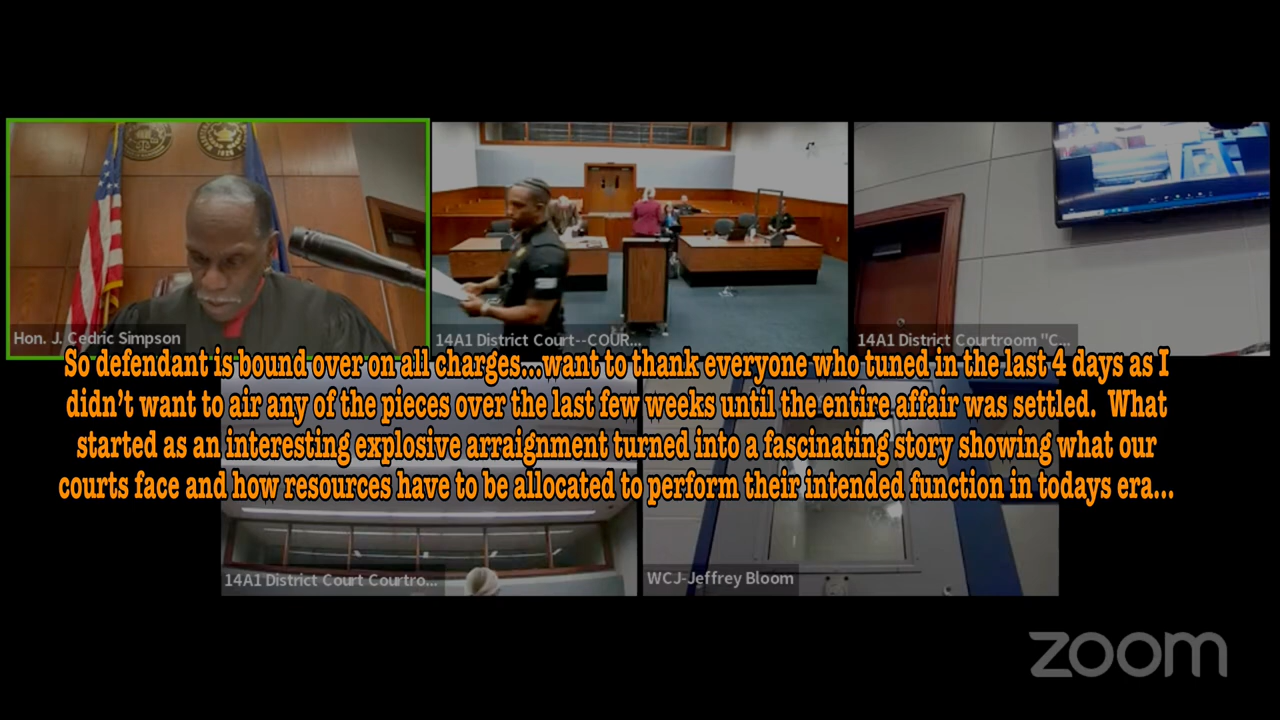 Hon. J. Cedric Simpson
14A1 District Court--COUR...
14A1 District Courtroom "C...
So defendant is bound over on all charges...want to thank everyone who tuned in the last 4 days as I
didn't want to air any of the pieces over the last few weeks until the entire affair was settled.  What
started as an interesting explosive arraignment turned into a fascinating story showing what our
courts face and how resources have to be allocated to perform their intended function in todays era...
14A1 District Court Courtro...
WCJ-Jeffrey Bloom
zoom